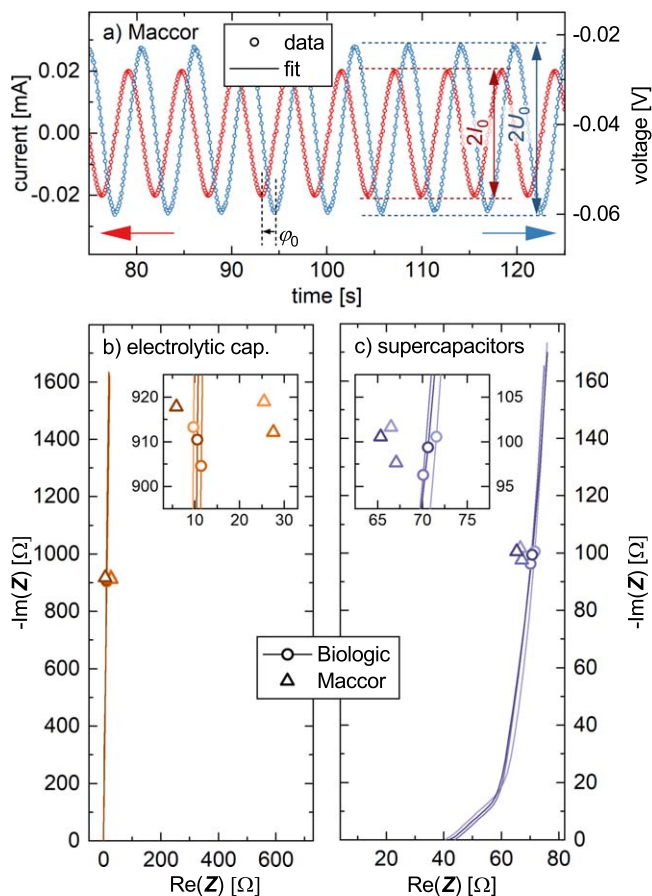 a) Maccor
data
fit
current [mA]
0.02
0.00
-0.02
-0.02
-0.04
-0.06
voltage [V]
2I₀
2U₀
φ₀
80 90 100 110 120
time [s]
b) electrolytic cap.
c) supercapacitors
-Im(Z) [Ω]
1600
1400
1200
1000
800
600
400
200
0
920
910
900
10 20 30
105
100
95
65 70 75
160
140
120
100
80
60
40
20
0
-Im(Z) [Ω]
Biologic
Maccor
0 200 400 600
20 40 60 80
Re(Z) [Ω]
Re(Z) [Ω]